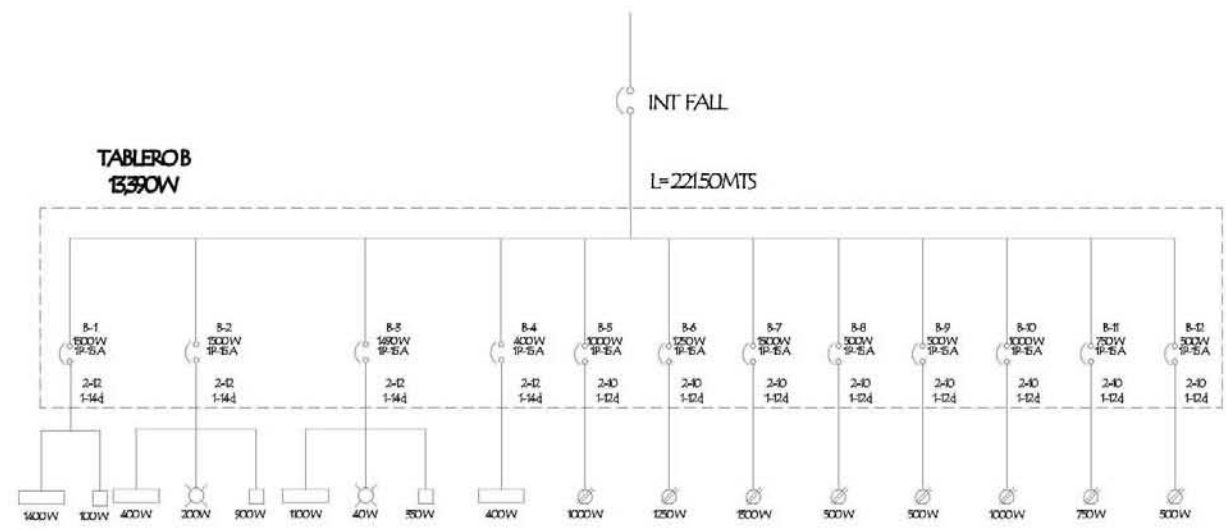 INT FALL
TABLERO B
13,390W
L=22150MTS
B-1
1500W
1P-15A
2-12
1-14d
B-2
1500W
1P-15A
2-12
1-14d
B-3
1490W
1P-15A
2-12
1-14d
B-4
400W
1P-15A
2-12
1-14d
B-5
1000W
1P-15A
2-10
1-12d
B-6
1250W
1P-15A
2-10
1-12d
B-7
1500W
1P-15A
2-10
1-12d
B-8
500W
1P-15A
2-10
1-12d
B-9
500W
1P-15A
2-10
1-12d
B-10
1000W
1P-15A
2-10
1-12d
B-11
750W
1P-15A
2-10
1-12d
B-12
500W
1P-15A
2-10
1-12d
1400W
100W
400W
200W
900W
1100W
40W
350W
400W
1000W
1250W
1500W
500W
500W
1000W
750W
500W